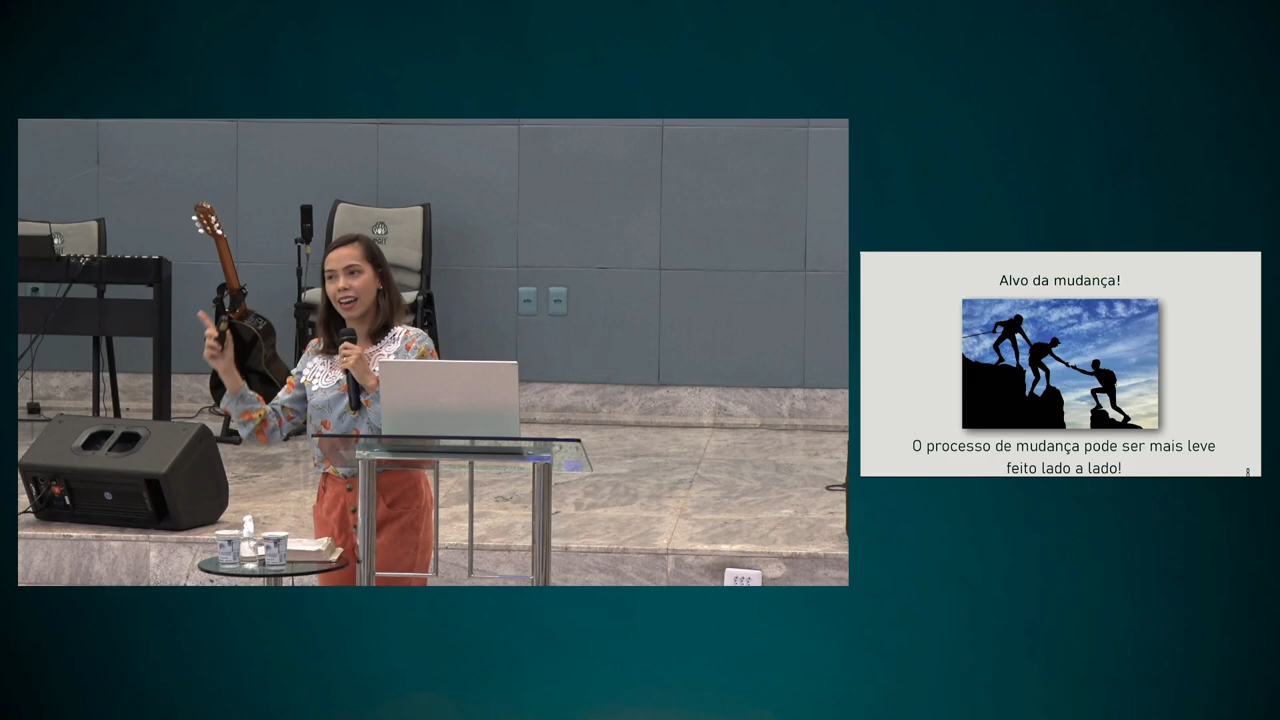 Alvo da mudança!
O processo de mudança pode ser mais leve
feito lado a lado!
8